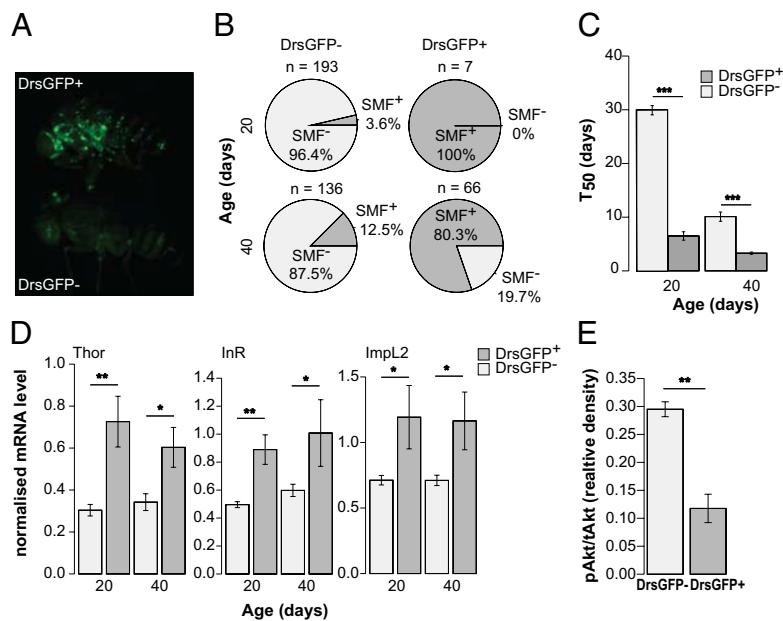 A
DrsGFP+
DrsGFP-
B
DrsGFP- DrsGFP+
n = 193 n = 7
SMF+
3.6%
SMF-
96.4%
SMF-
0%
SMF+
100%
20
Age (days)
n = 136 n = 66
SMF+
12.5%
SMF-
87.5%
SMF+
80.3%
SMF-
19.7%
40
C
DrsGFP+
DrsGFP-
40
30
20
10
0
T50
***
***
20 40
Age (days)
D
Thor InR ImpL2
DrsGFP+
DrsGFP-
normalised mRNA level
1.0
0.8
0.6
0.4
0.2
0.0
** *
20 40
1.4
1.2
1.0
0.8
0.6
0.4
0.2
0.0
** *
20 40
1.5
1.0
0.5
0.0
* *
20 40
Age (days)
E
pAkt/tAkt (realtive density)
0.30
0.25
0.20
0.15
0.10
0.05
0.00
**
DrsGFP- DrsGFP+